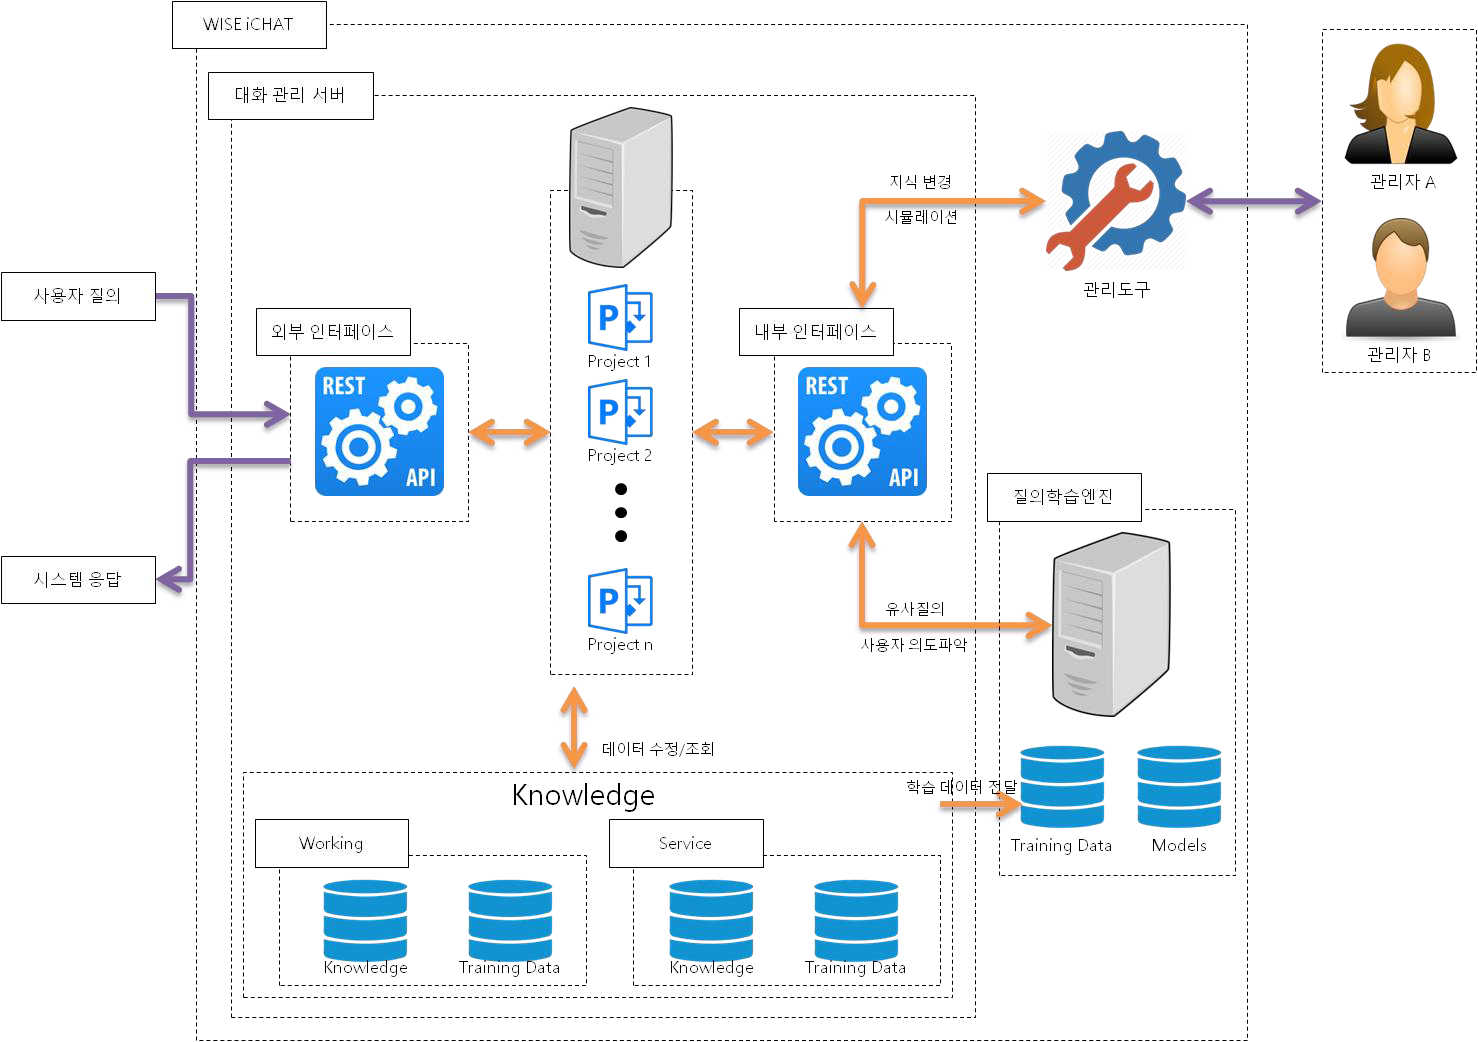 WISE iCHAT
대화 관리 서버
관리자 A
지식 변경
시뮬레이션
관리도구
사용자 질의
외부 인터페이스
내부 인터페이스
관리자 B
P
Project 1
REST
API
REST
API
P
Project 2
질의학습엔진
시스템 응답
P
Project n
유사질의
사용자 의도파악
데이터 수정/조회
Knowledge
학습 데이터 전달
Working
Service
Training Data
Models
Knowledge
Training Data
Knowledge
Training Data